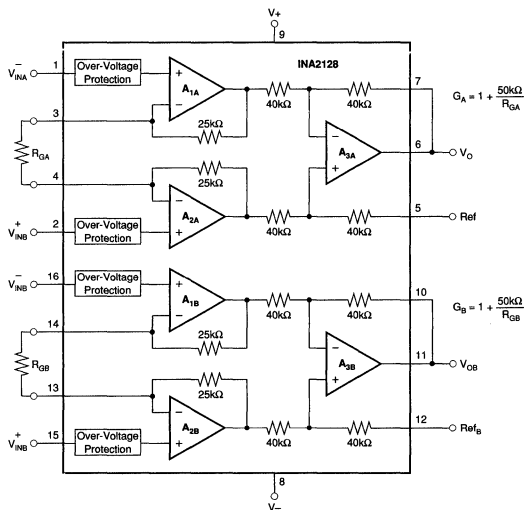 V+
9
INA2128
V−INA
1
Over-Voltage
Protection
+
−
A1A
3
25kΩ
40kΩ
40kΩ
7
GA = 1 + 50kΩ
RGA
RGA
−
+
A3A
6
VO
4
25kΩ
−
+
A2A
V+INB
2
Over-Voltage
Protection
40kΩ
40kΩ
5
Ref
V−INB
16
Over-Voltage
Protection
+
−
A1B
14
25kΩ
40kΩ
40kΩ
10
GB = 1 + 50kΩ
RGB
RGB
−
+
A3B
11
VOB
13
25kΩ
−
+
A2B
V+INB
15
Over-Voltage
Protection
40kΩ
40kΩ
12
RefB
8
V−